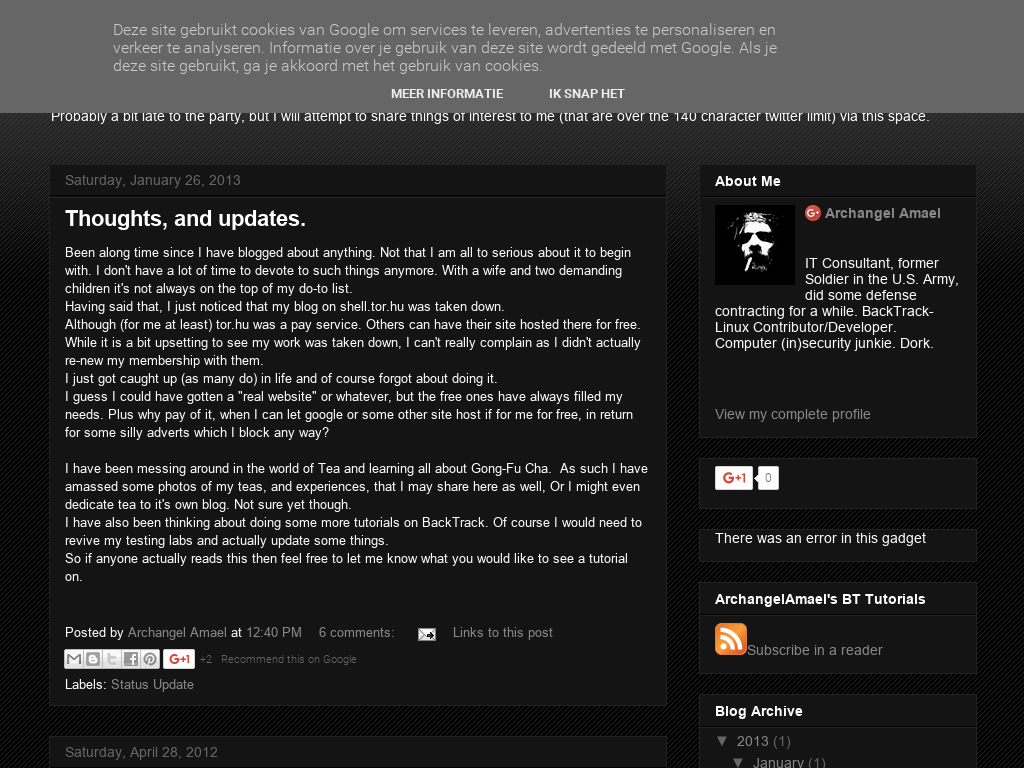 Deze site gebruikt cookies van Google om services te leveren, advertenties te personaliseren en
verkeer te analyseren. Informatie over je gebruik van deze site wordt gedeeld met Google. Als je
deze site gebruikt, ga je akkoord met het gebruik van cookies.
MEER INFORMATIE IK SNAP HET
Probably a bit late to the party, but I will attempt to share things of interest to me (that are over the 140 character twitter limit) via this space.
Saturday, January 26, 2013
Thoughts, and updates.
Been along time since I have blogged about anything. Not that I am all to serious about it to begin
with. I don't have a lot of time to devote to such things anymore. With a wife and two demanding
children it's not always on the top of my do-to list.
Having said that, I just noticed that my blog on shell.tor.hu was taken down.
Although (for me at least) tor.hu was a pay service. Others can have their site hosted there for free.
While it is a bit upsetting to see my work was taken down, I can't really complain as I didn't actually
re-new my membership with them.
I just got caught up (as many do) in life and of course forgot about doing it.
I guess I could have gotten a "real website" or whatever, but the free ones have always filled my
needs. Plus why pay of it, when I can let google or some other site host if for me for free, in return
for some silly adverts which I block any way?
I have been messing around in the world of Tea and learning all about Gong-Fu Cha.  As such I have
amassed some photos of my teas, and experiences, that I may share here as well, Or I might even
dedicate tea to it's own blog. Not sure yet though.
I have also been thinking about doing some more tutorials on BackTrack. Of course I would need to
revive my testing labs and actually update some things.
So if anyone actually reads this then feel free to let me know what you would like to see a tutorial
on.
Posted by Archangel Amael at 12:40 PM 6 comments: Links to this post
G+1 +2 Recommend this on Google
Labels: Status Update
Saturday, April 28, 2012
About Me
G+ Archangel Amael
IT Consultant, former
Soldier in the U.S. Army,
did some defense
contracting for a while. BackTrack-
Linux Contributor/Developer.
Computer (in)security junkie. Dork.
View my complete profile
G+1 0
There was an error in this gadget
ArchangelAmael's BT Tutorials
Subscribe in a reader
Blog Archive
▼ 2013 (1)
▼ January (1)